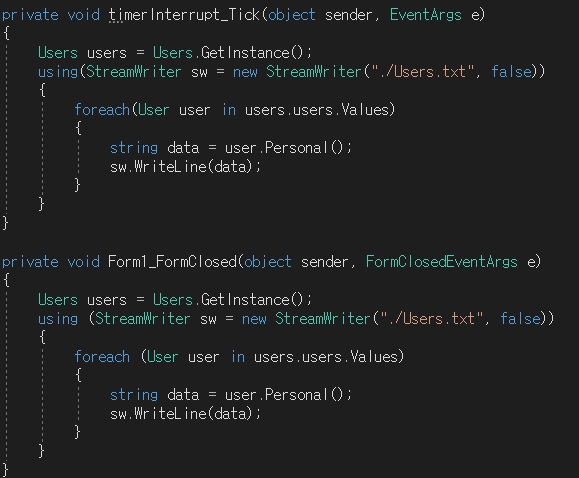 private void timerInterrupt_Tick(object sender, EventArgs e)
{
    Users users = Users.GetInstance();
    using(StreamWriter sw = new StreamWriter("./Users.txt", false))
    {
        foreach(User user in users.users.Values)
        {
            string data = user.Personal();
            sw.WriteLine(data);
        }
    }
}

private void Form1_FormClosed(object sender, FormClosedEventArgs e)
{
    Users users = Users.GetInstance();
    using (StreamWriter sw = new StreamWriter("./Users.txt", false))
    {
        foreach (User user in users.users.Values)
        {
            string data = user.Personal();
            sw.WriteLine(data);
        }
    }
}